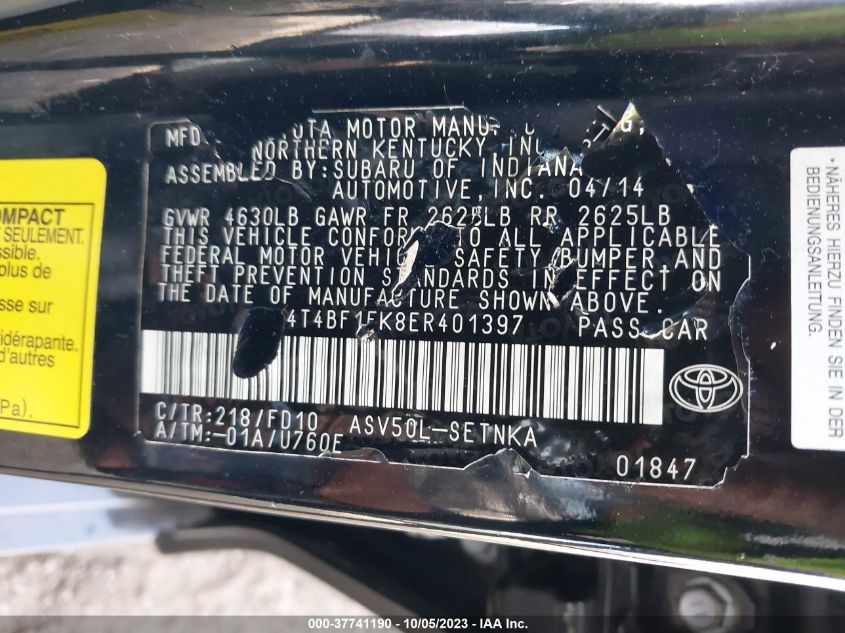 OMPACT
SEULEMENT.
sible.
plus de
sse sur
ridérapante.
d'autres
Pa).
MFD. OTA MOTOR MANU
NORTHERN KENTUCKY, INC
ASSEMBLED BY:SUBARU OF INDIANA
AUTOMOTIVE,INC. 04/14
GVWR 4630LB GAWR FR 2625LB RR 2625LB
THIS VEHICLE CONFOR TO ALL APPLICABLE
FEDERAL MOTOR VEHIC SAFETY,BUMPER AND
THEFT PREVENTION STANDARDS IN EFFECT ON
THE DATE OF MANUFACTURE SHOWN ABOVE.
4T4BF1FK8ER401397 PASS CAR
C/TR:218/FD10 ASV50L-SETNKA
A/TM:-01A/U760E
01847
* NÄHERES HIERZU FINDEN SIE IN DER
BEDIENUNGSANLEITUNG.
000-37741190 - 10/05/2023 - IAA Inc.